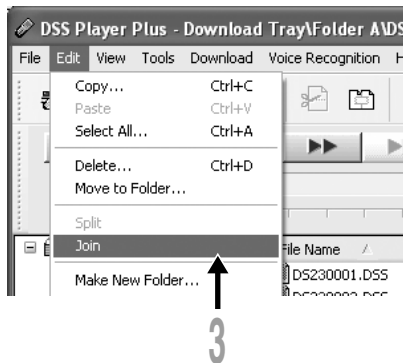 DSS Player Plus - Download Tray\Folder A\DS
File Edit View Tools Download Voice Recognition H
Copy... Ctrl+C
Paste Ctrl+V
Select All... Ctrl+A
Delete... Ctrl+D
Move to Folder...
Split
Join
File Name
Make New Folder...
DS230001.DSS
3